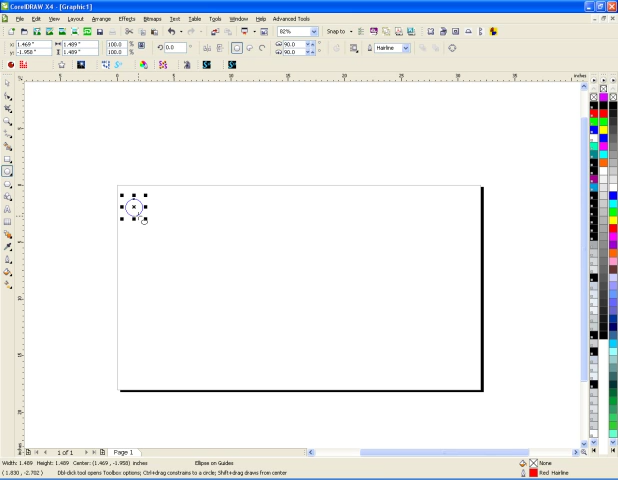 CorelDRAW X4 - [Graphic1]
File Edit View Layout Arrange Effects Bitmaps Text Table Tools Window Help Advanced Tools
82% Snap to
x: 1.469 " 1.489 " 100.0 % 0.0 ° 90.0 ° Hairline
y: -1.958 " 1.489 " 100.0 % 90.0 °
inches
1 of 1 Page 1
Width: 1.489 Height: 1.489 Center: (1.469 , -1.958) inches Ellipse on Guides None
( 1.830 , -2.702 ) Dbl-click tool opens Toolbox options; Ctrl+drag constrains to a circle; Shift+drag draws from center Red Hairline